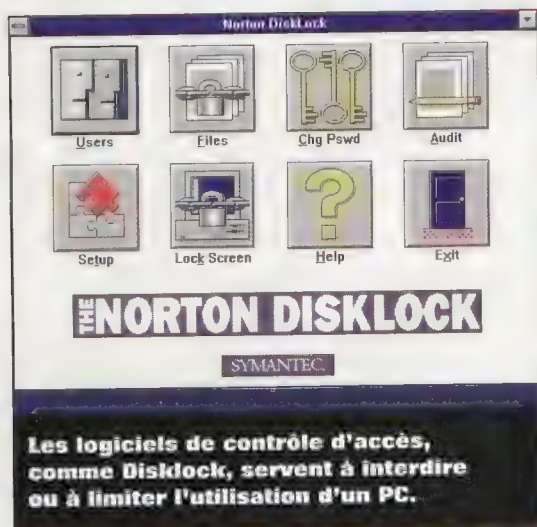 Norton DiskLock
Users Files Chg Pswd Audit
Setup Lock Screen Help Exit
THE NORTON DISKLOCK
SYMANTEC.
Les logiciels de contrôle d'accès,
comme Disklock, servent à interdire
ou à limiter l'utilisation d'un PC.